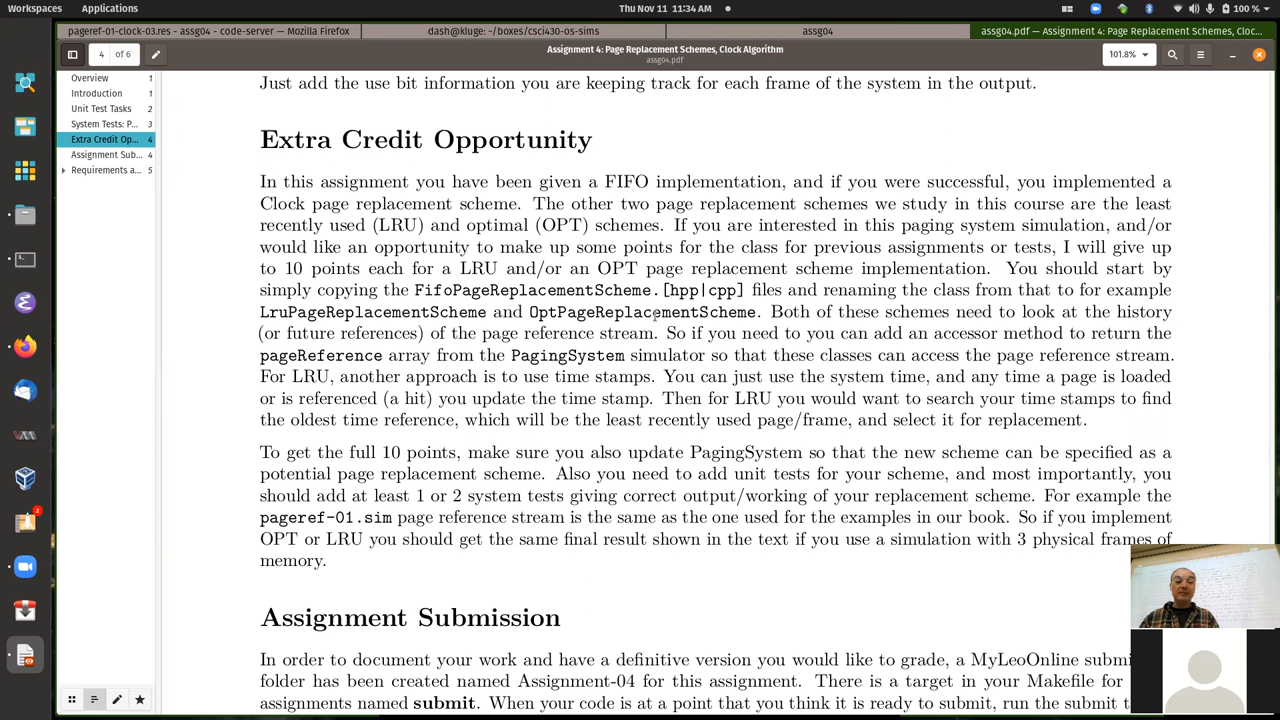 Workspaces Applications Thu Nov 11 11:34 AM 100 %
pageref-01-clock-03.res - assg04 - code-server — Mozilla Firefox dash@kluge: ~/boxes/csci430-os-sims assg04 assg04.pdf — Assignment 4: Page Replacement Schemes, Cloc...
4 of 6 Assignment 4: Page Replacement Schemes, Clock Algorithm 101.8%
assg04.pdf
Overview 1
Introduction 1
Unit Test Tasks 2
System Tests: P... 3
Extra Credit Op... 4
Assignment Sub... 4
Requirements a... 5
2
Just add the use bit information you are keeping track for each frame of the system in the output.
Extra Credit Opportunity
In this assignment you have been given a FIFO implementation, and if you were successful, you implemented a
Clock page replacement scheme. The other two page replacement schemes we study in this course are the least
recently used (LRU) and optimal (OPT) schemes. If you are interested in this paging system simulation, and/or
would like an opportunity to make up some points for the class for previous assignments or tests, I will give up
to 10 points each for a LRU and/or an OPT page replacement scheme implementation. You should start by
simply copying the FifoPageReplacementScheme.[hpp|cpp] files and renaming the class from that to for example
LruPageReplacementScheme and OptPageReplacementScheme. Both of these schemes need to look at the history
(or future references) of the page reference stream. So if you need to you can add an accessor method to return the
pageReference array from the PagingSystem simulator so that these classes can access the page reference stream.
For LRU, another approach is to use time stamps. You can just use the system time, and any time a page is loaded
or is referenced (a hit) you update the time stamp. Then for LRU you would want to search your time stamps to find
the oldest time reference, which will be the least recently used page/frame, and select it for replacement.
To get the full 10 points, make sure you also update PagingSystem so that the new scheme can be specified as a
potential page replacement scheme. Also you need to add unit tests for your scheme, and most importantly, you
should add at least 1 or 2 system tests giving correct output/working of your replacement scheme. For example the
pageref-01.sim page reference stream is the same as the one used for the examples in our book. So if you implement
OPT or LRU you should get the same final result shown in the text if you use a simulation with 3 physical frames of
memory.
Assignment Submission
In order to document your work and have a definitive version you would like to grade, a MyLeoOnline submi
folder has been created named Assignment-04 for this assignment. There is a target in your Makefile for
assignments named submit. When your code is at a point that you think it is ready to submit, run the submit t